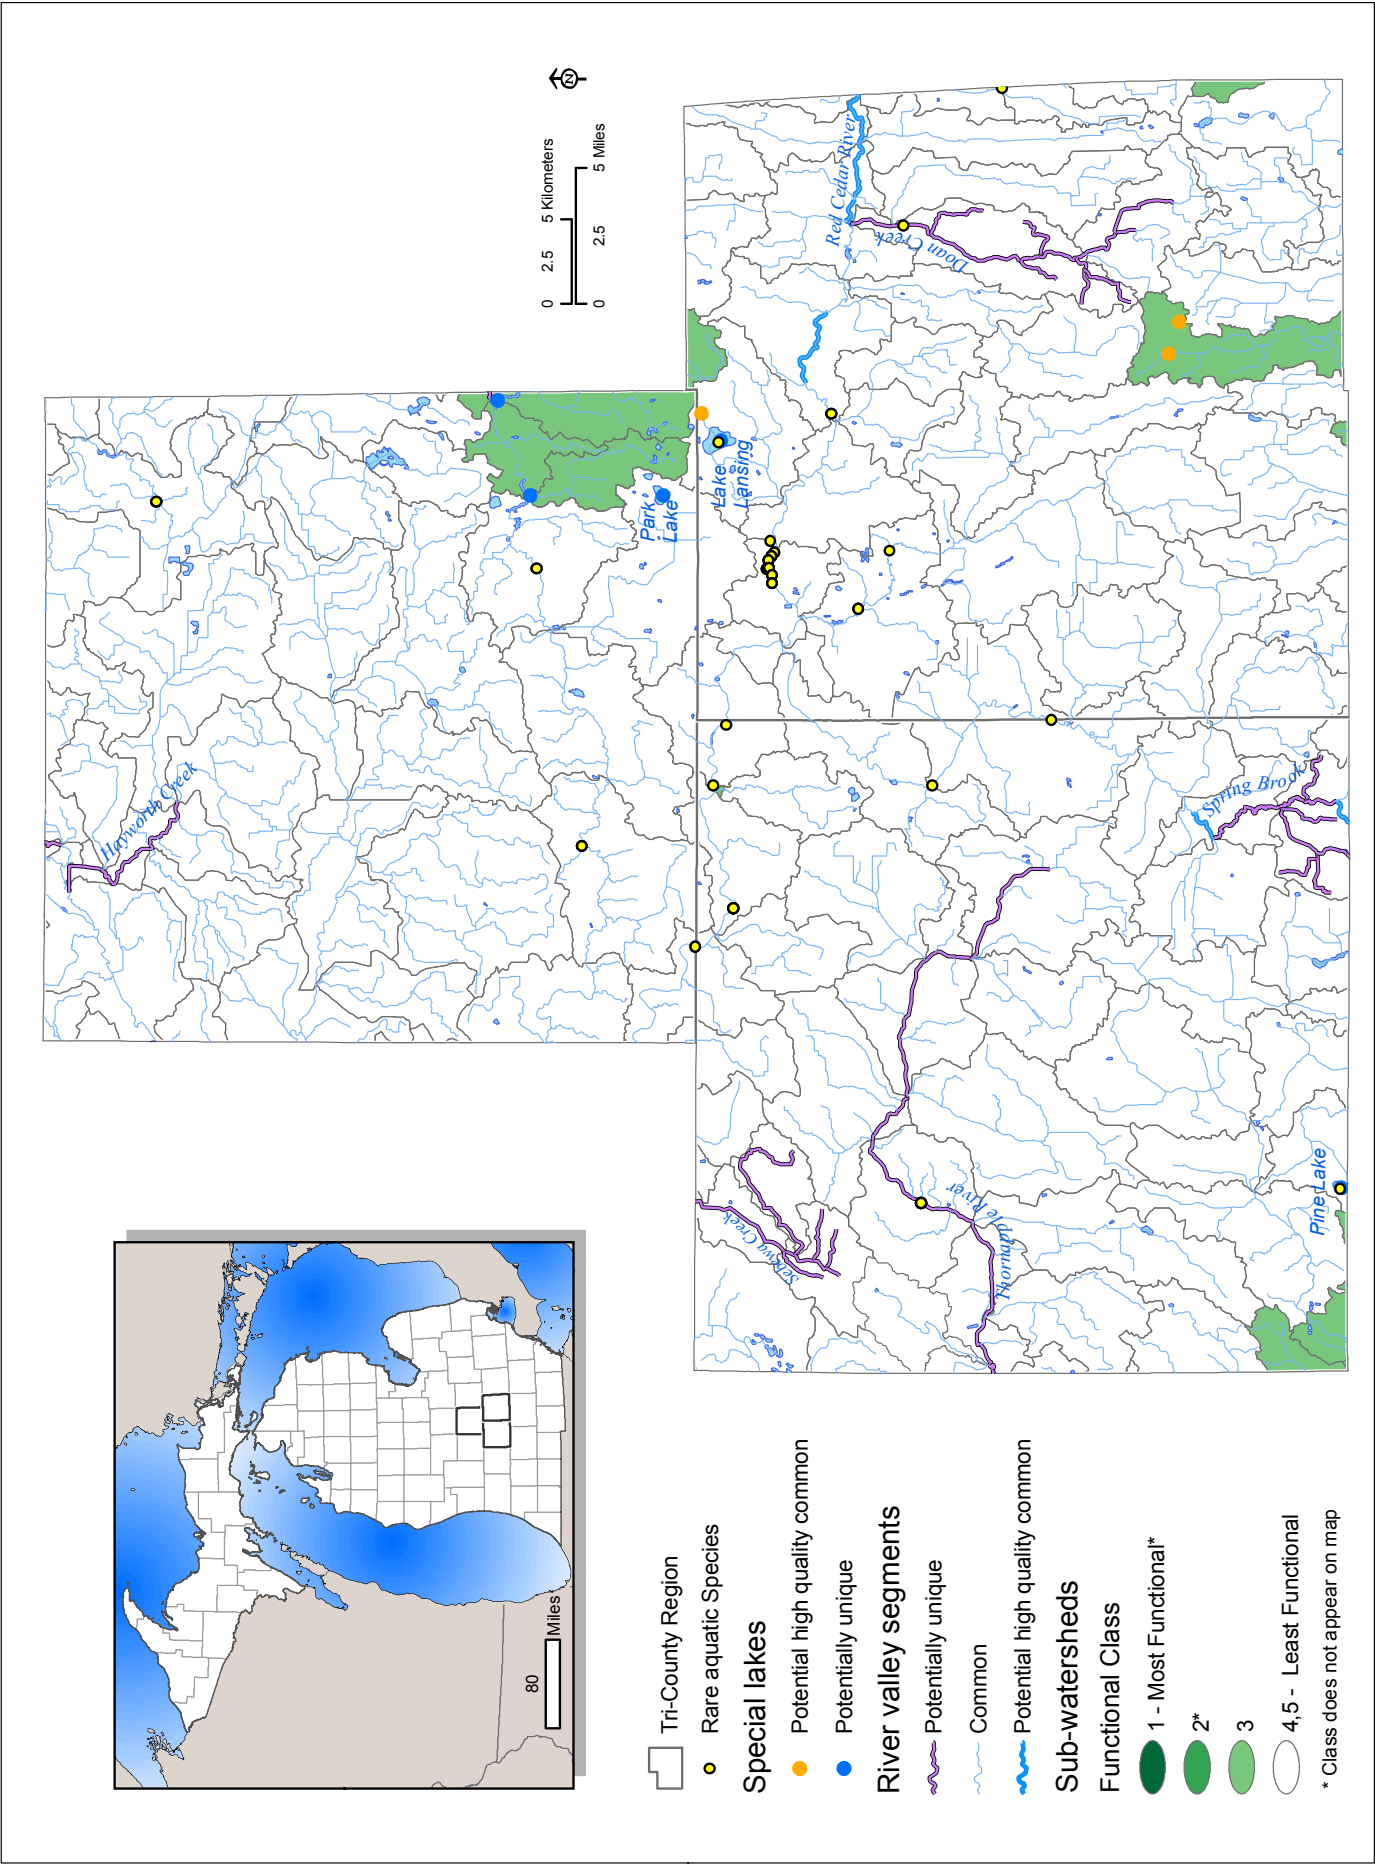 80
Miles
Tri-County Region
Rare aquatic Species
Special lakes
Potential high quality common
Potentially unique
River valley segments
Potentially unique
Common
Potential high quality common
Sub-watersheds
Functional Class
1 - Most Functional*
2*
3
4,5 - Least Functional
* Class does not appear on map
Hayworth Creek
Park
Lake
Lake
Lansing
Red Cedar River
Doan Creek
Sebewa Creek
Thornapple River
Spring Brook
Pine Lake
0 2.5 5 Kilometers
0 2.5 5 Miles
N